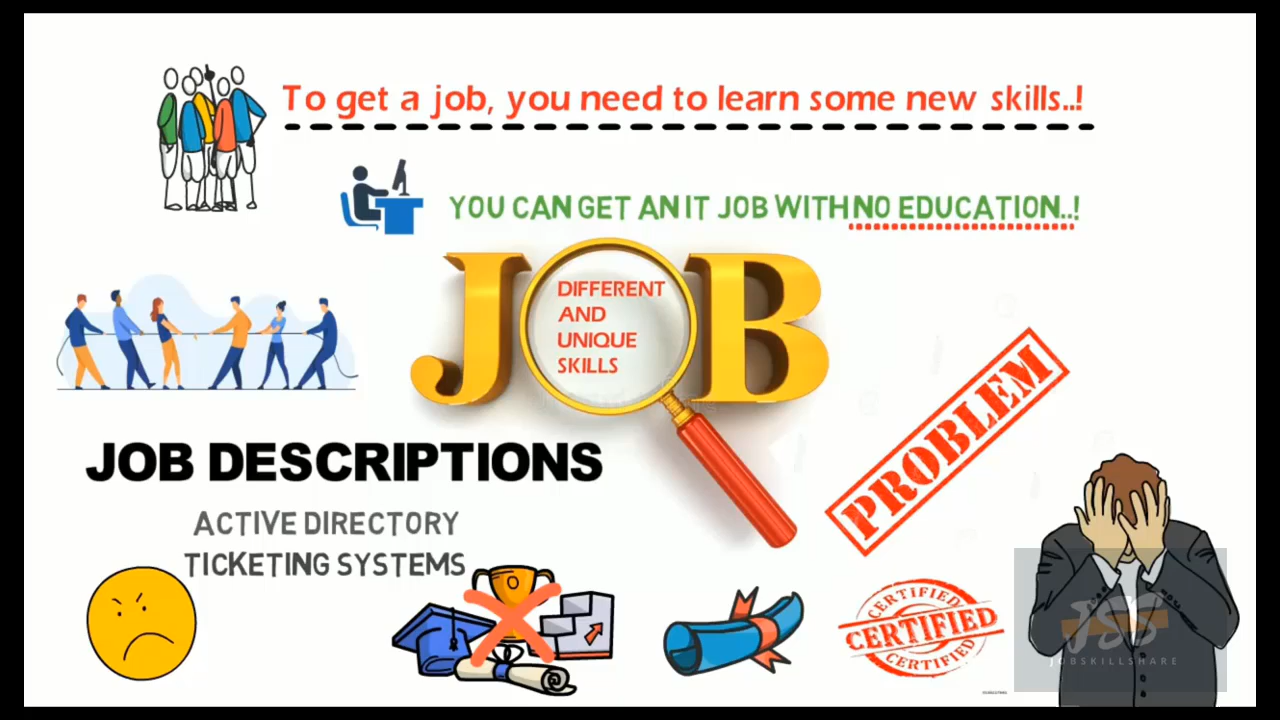 To get a job, you need to learn some new skills..!
YOU CAN GET AN IT JOB WITH NO EDUCATION..!
JOB
DIFFERENT
AND
UNIQUE
SKILLS
PROBLEM
JOB DESCRIPTIONS
ACTIVE DIRECTORY
TICKETING SYSTEMS
CERTIFIED
CERTIFIED
CERTIFIED
JSS
JOBSKILLSHARE